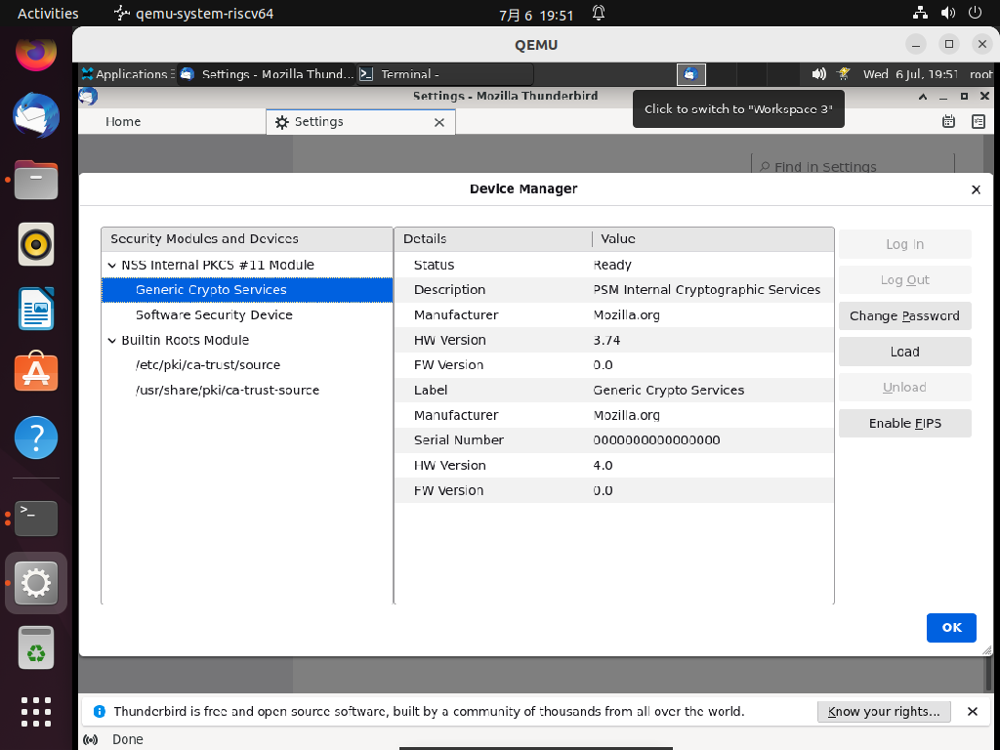 Activities qemu-system-riscv64 7月 6 19:51
QEMU
Applications Settings - Mozilla Thund... Terminal - Wed 6 Jul, 19:51 root
Settings - Mozilla Thunderbird
Click to switch to "Workspace 3"
Home Settings
Find in Settings
Device Manager
Security Modules and Devices
NSS Internal PKCS #11 Module
Generic Crypto Services
Software Security Device
Builtin Roots Module
/etc/pki/ca-trust/source
/usr/share/pki/ca-trust-source
Details Value
Status Ready
Description PSM Internal Cryptographic Services
Manufacturer Mozilla.org
HW Version 3.74
FW Version 0.0
Label Generic Crypto Services
Manufacturer Mozilla.org
Serial Number 0000000000000000
HW Version 4.0
FW Version 0.0
Log In
Log Out
Change Password
Load
Unload
Enable FIPS
OK
Thunderbird is free and open source software, built by a community of thousands from all over the world. Know your rights...
Done